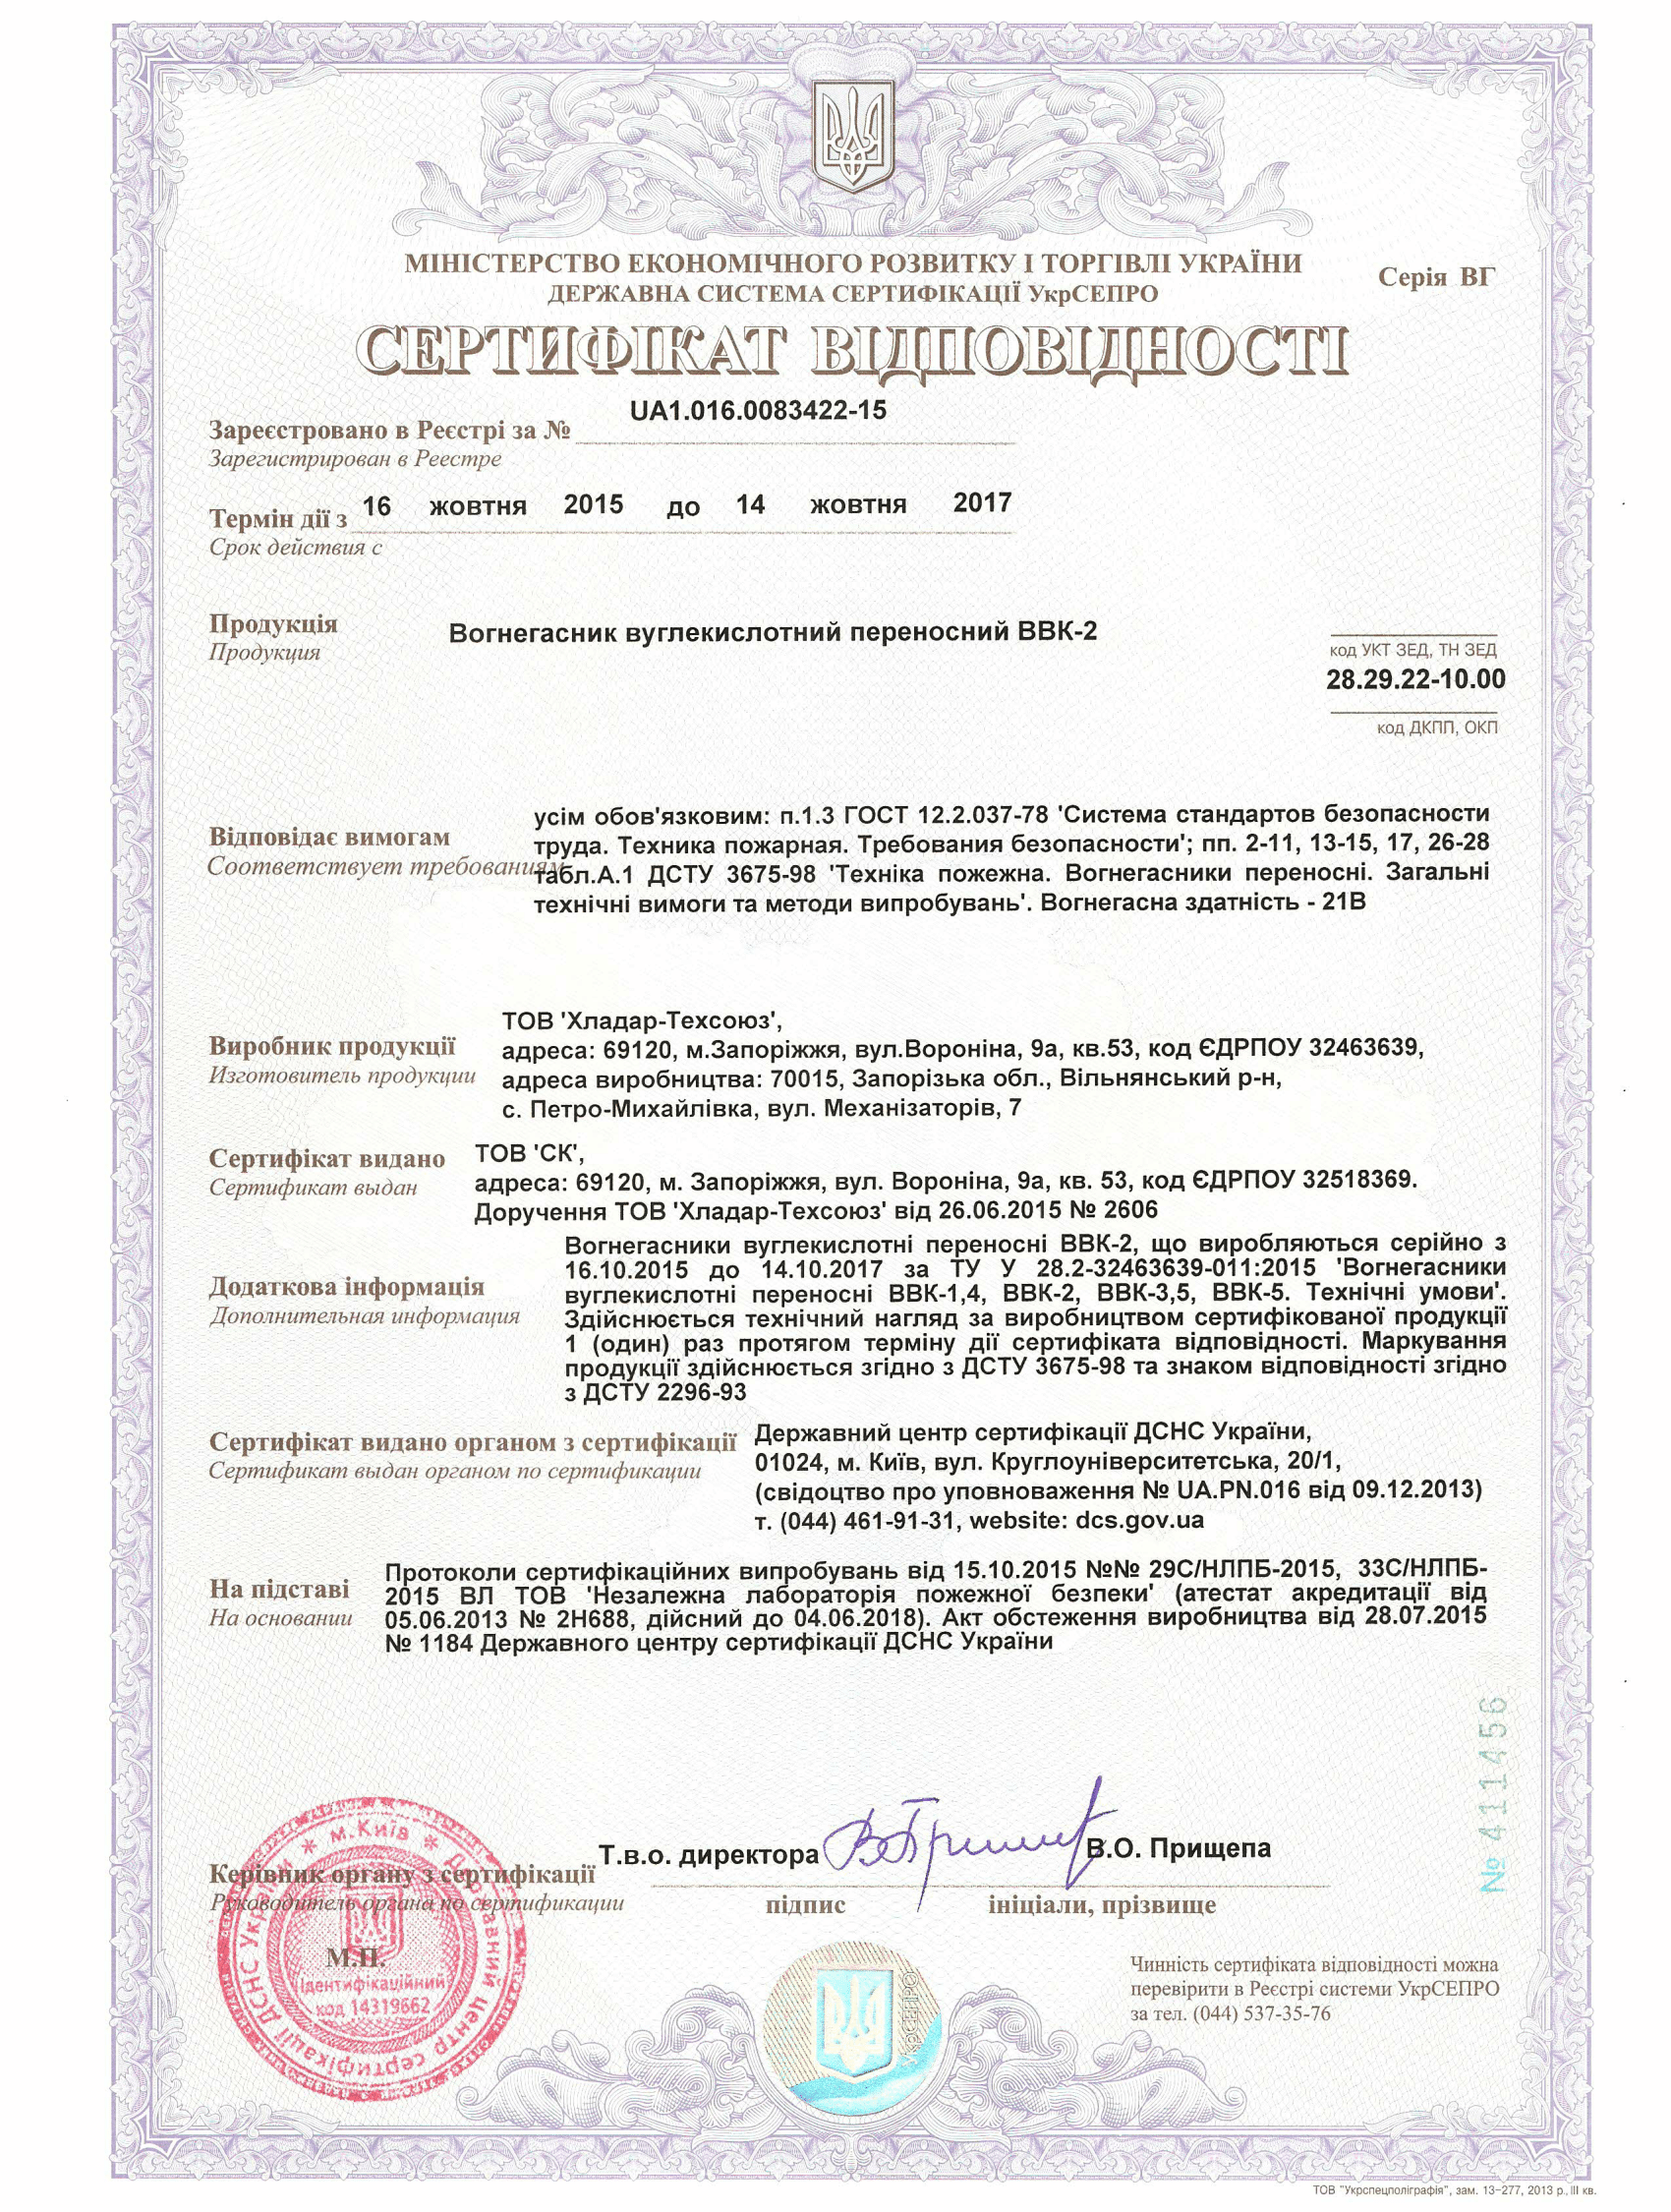 МІНІСТЕРСТВО ЕКОНОМІЧНОГО РОЗВИТКУ І ТОРГІВЛІ УКРАЇНИ
ДЕРЖАВНА СИСТЕМА СЕРТИФІКАЦІЇ УкрСЕПРО
Серія ВГ
СЕРТИФІКАТ ВІДПОВІДНОСТІ
Зареєстровано в Реєстрі за № UA1.016.0083422-15
Зарегистрирован в Реестре
Термін дії з 16 жовтня 2015 до 14 жовтня 2017
Срок действия с
Продукція Вогнегасник вуглекислотний переносний ВВК-2
Продукция
код УКТ ЗЕД, ТН ЗЕД
28.29.22-10.00
код ДКПП, ОКП
Відповідає вимогам
Соответствует требованиям
усім обов'язковим: п.1.3 ГОСТ 12.2.037-78 'Система стандартов безопасности
труда. Техника пожарная. Требования безопасности'; пп. 2-11, 13-15, 17, 26-28
табл.А.1 ДСТУ 3675-98 'Техніка пожежна. Вогнегасники переносні. Загальні
технічні вимоги та методи випробувань'. Вогнегасна здатність - 21В
Виробник продукції
Изготовитель продукции
ТОВ 'Хладар-Техсоюз',
адреса: 69120, м.Запоріжжя, вул.Вороніна, 9а, кв.53, код ЄДРПОУ 32463639,
адреса виробництва: 70015, Запорізька обл., Вільнянський р-н,
с. Петро-Михайлівка, вул. Механізаторів, 7
Сертифікат видано
Сертификат выдан
ТОВ 'СК',
адреса: 69120, м. Запоріжжя, вул. Вороніна, 9а, кв. 53, код ЄДРПОУ 32518369.
Доручення ТОВ 'Хладар-Техсоюз' від 26.06.2015 № 2606
Додаткова інформація
Дополнительная информация
Вогнегасники вуглекислотні переносні ВВК-2, що виробляються серійно з
16.10.2015 до 14.10.2017 за ТУ У 28.2-32463639-011:2015 'Вогнегасники
вуглекислотні переносні ВВК-1,4, ВВК-2, ВВК-3,5, ВВК-5. Технічні умови'.
Здійснюється технічний нагляд за виробництвом сертифікованої продукції
1 (один) раз протягом терміну дії сертифіката відповідності. Маркування
продукції здійснюється згідно з ДСТУ 3675-98 та знаком відповідності згідно
з ДСТУ 2296-93
Сертифікат видано органом з сертифікації
Сертификат выдан органом по сертификации
Державний центр сертифікації ДСНС України,
01024, м. Київ, вул. Круглоуніверситетська, 20/1,
(свідоцтво про уповноваження № UA.PN.016 від 09.12.2013)
т. (044) 461-91-31, website: dcs.gov.ua
На підставі
На основании
Протоколи сертифікаційних випробувань від 15.10.2015 №№ 29С/НЛПБ-2015, 33С/НЛПБ-
2015 ВЛ ТОВ 'Незалежна лабораторія пожежної безпеки' (атестат акредитації від
05.06.2013 № 2Н688, дійсний до 04.06.2018). Акт обстеження виробництва від 28.07.2015
№ 1184 Державного центру сертифікації ДСНС України
№ 411456
Керівник органу з сертифікації
Руководитель органа по сертификации
Т.в.о. директора
В.О. Прищепа
підпис
ініціали, прізвище
М.П.
м.Київ
Державний центр сертифікації ДСНС України
Ідентифікаційний
код 14319662
УкрСЕПРО
Чинність сертифіката відповідності можна
перевірити в Реєстрі системи УкрСЕПРО
за тел. (044) 537-35-76
ТОВ "Укрспецполіграфія", зам. 13-277, 2013 р., III кв.